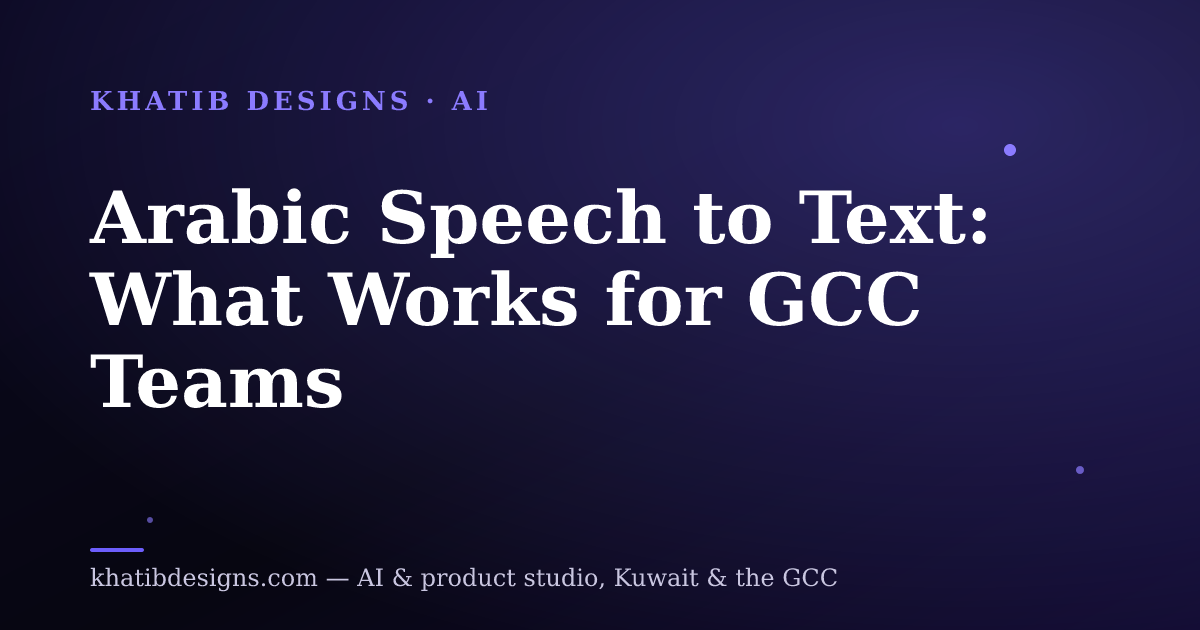 KHATIB DESIGNS · AI
Arabic Speech to Text:
What Works for GCC
Teams
khatibdesigns.com — AI & product studio, Kuwait & the GCC